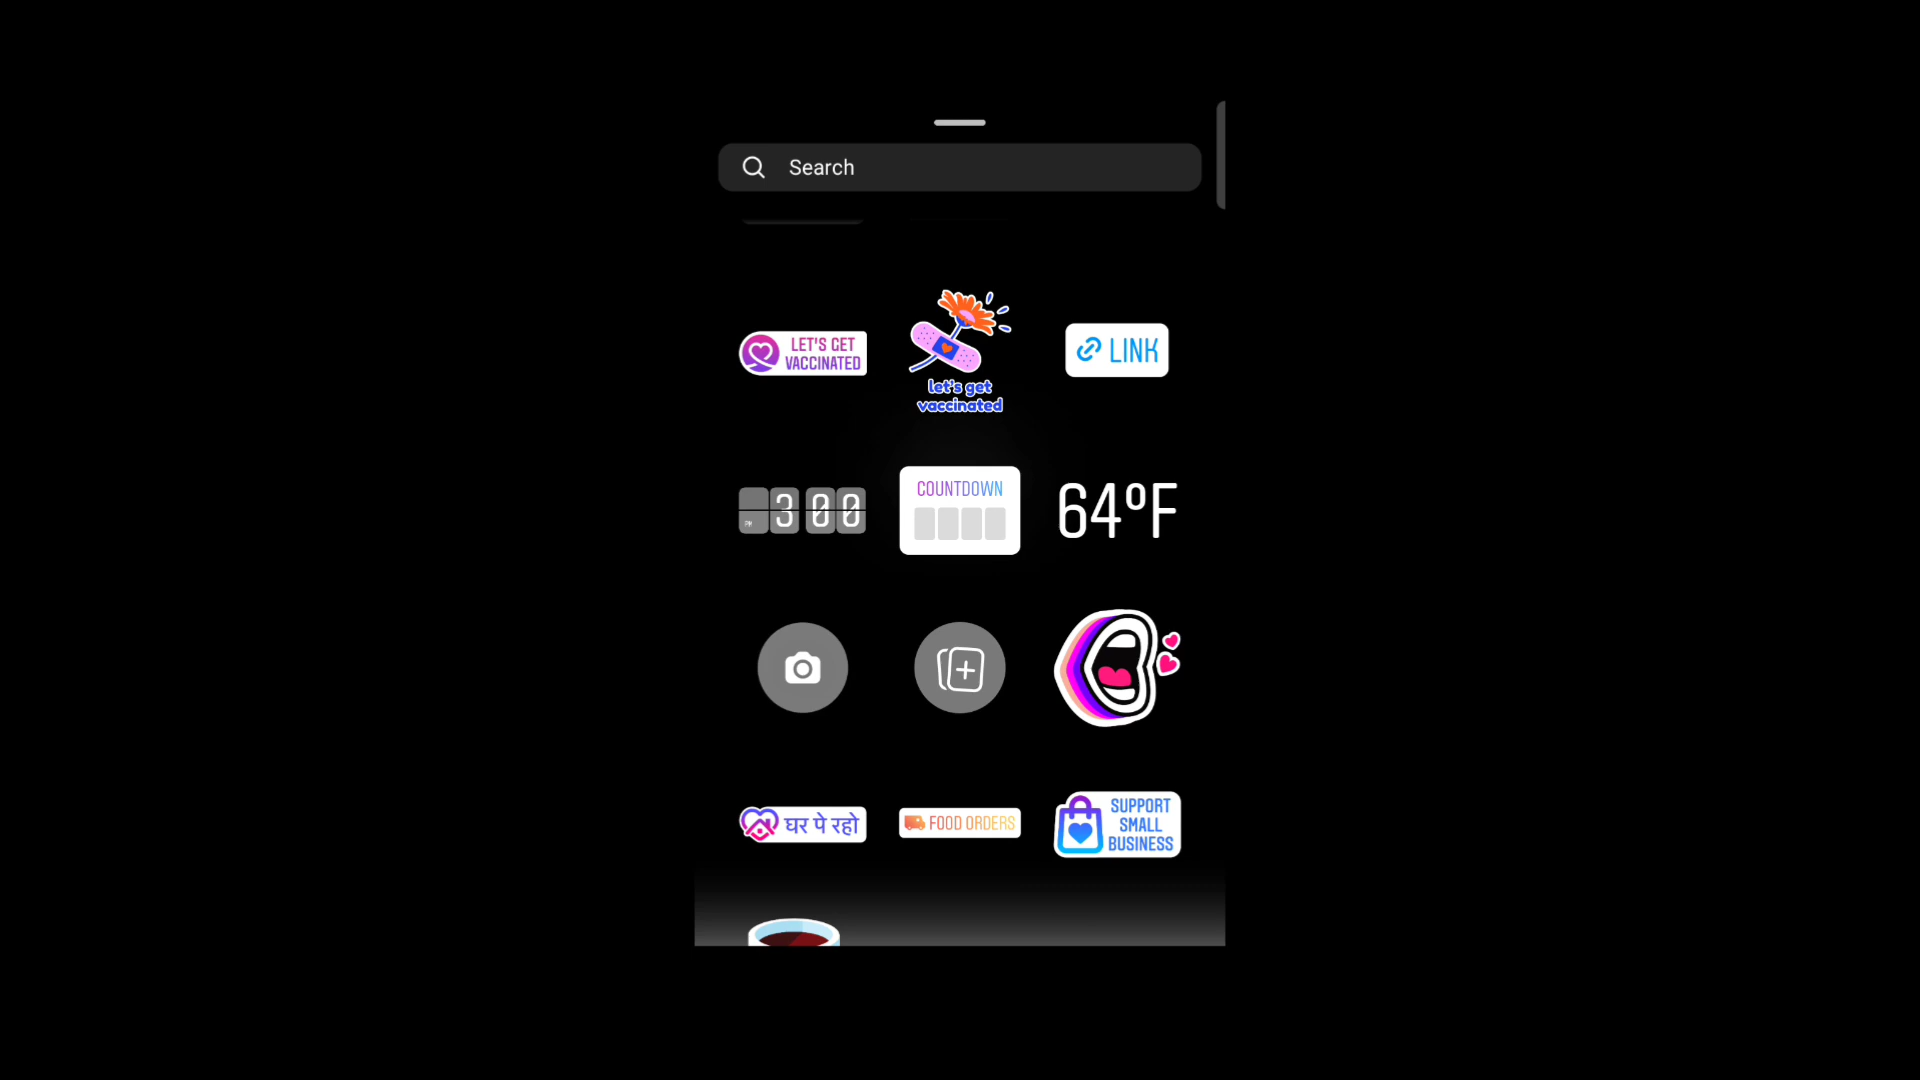 Search
LET'S GET
VACCINATED
let's get
vaccinated
LINK
PM
3 00
COUNTDOWN
64°F
घर पे रहो
FOOD ORDERS
SUPPORT
SMALL
BUSINESS